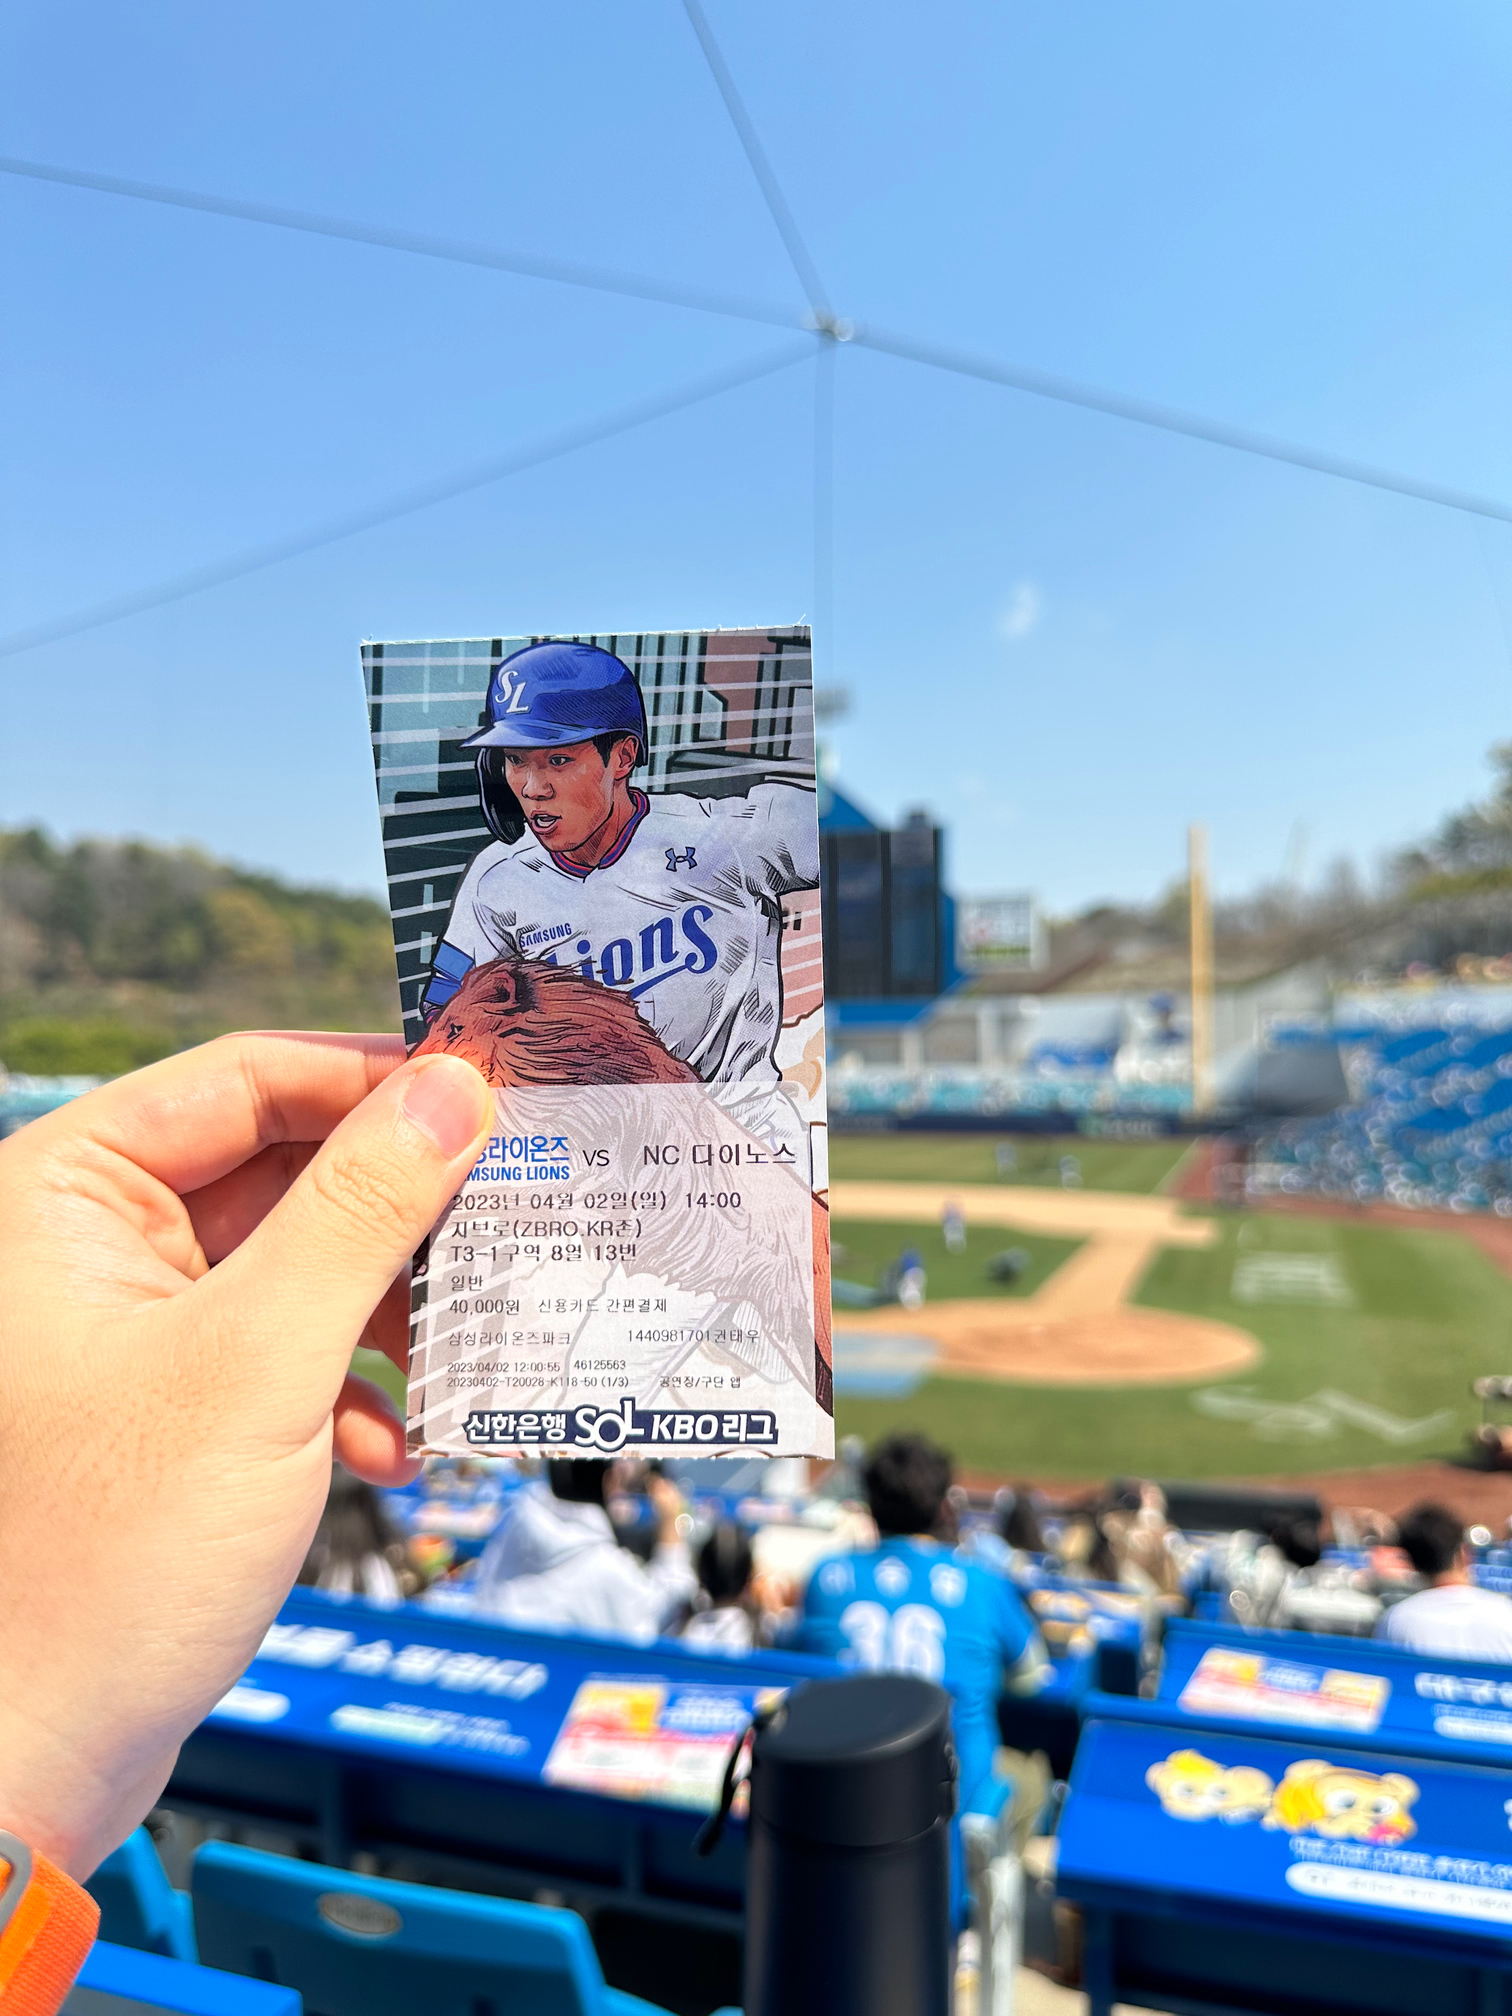 SL
SAMSUNG
Lions
라이온즈 VS NC 다이노스
MSUNG LIONS
2023년 04월 02일(일) 14:00
지브로(ZBRO.KR존)
T3-1구역 8열 13번
일반
40,000원 신용카드 간편결제
삼성라이온즈파크 1440981701권태우
2023/04/02 12:00:55 46125563
20230402-T20028-K118-50 (1/3) 공연장/구단 앱
신한은행 SOL KBO 리그
36